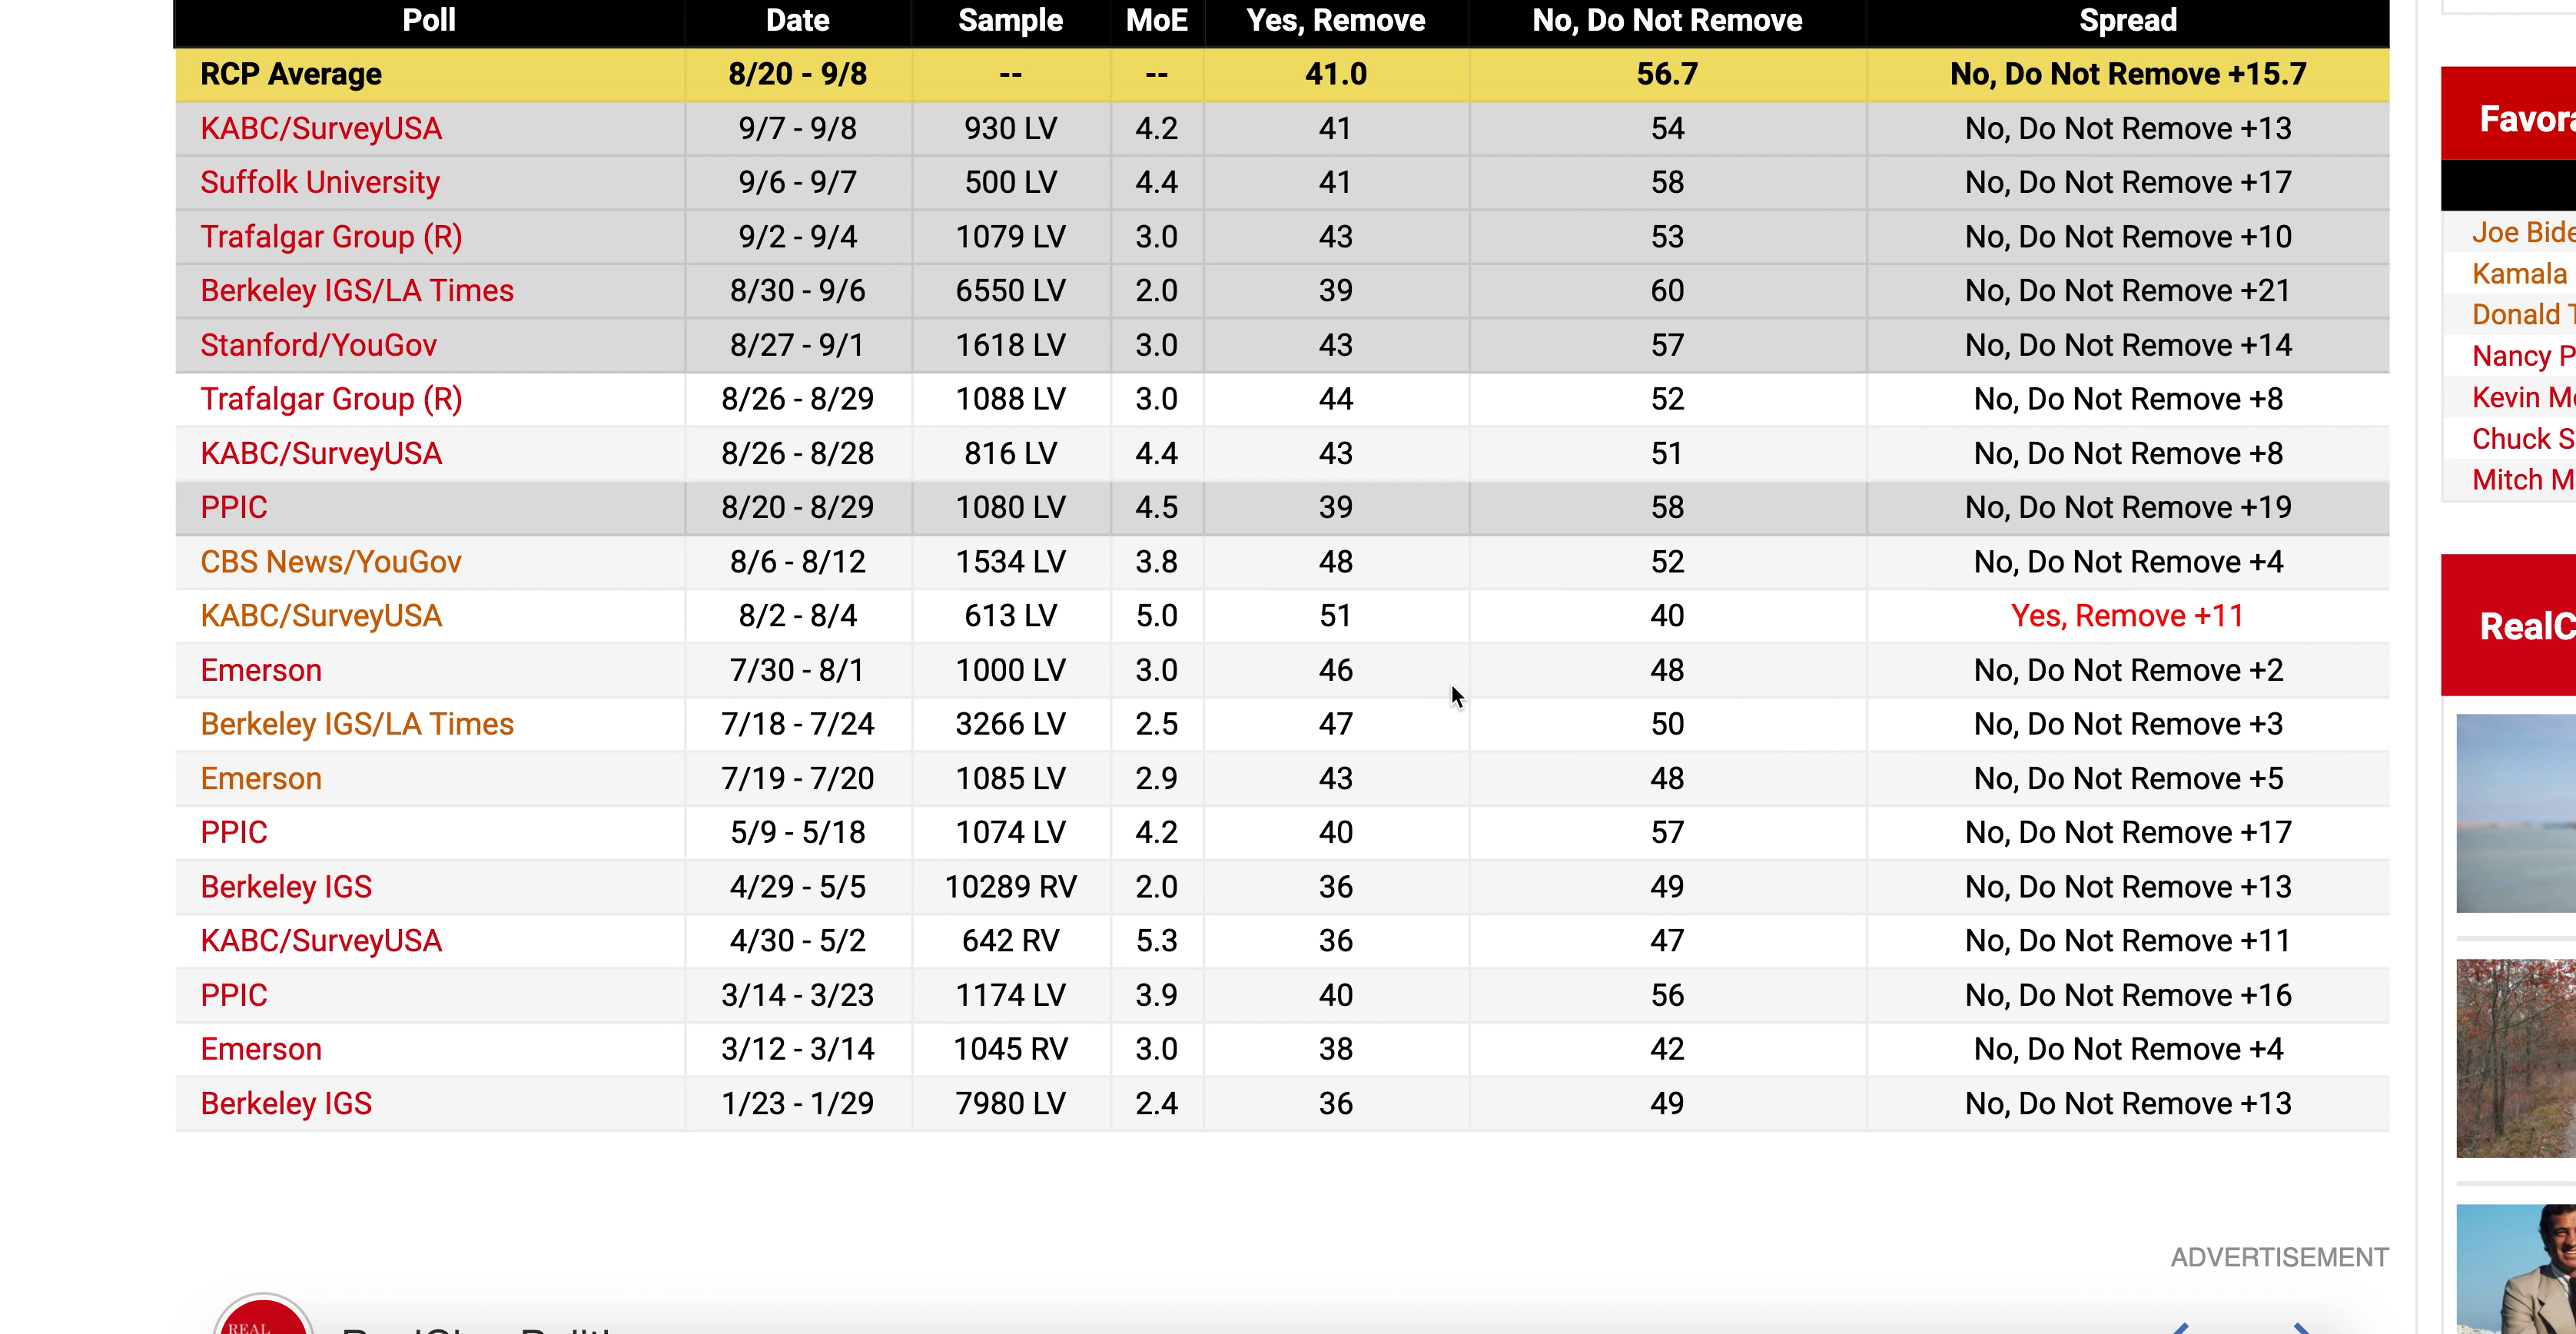 Poll Date Sample MoE Yes, Remove No, Do Not Remove Spread
RCP Average 8/20 - 9/8 -- -- 41.0 56.7 No, Do Not Remove +15.7
KABC/SurveyUSA 9/7 - 9/8 930 LV 4.2 41 54 No, Do Not Remove +13
Suffolk University 9/6 - 9/7 500 LV 4.4 41 58 No, Do Not Remove +17
Trafalgar Group (R) 9/2 - 9/4 1079 LV 3.0 43 53 No, Do Not Remove +10
Berkeley IGS/LA Times 8/30 - 9/6 6550 LV 2.0 39 60 No, Do Not Remove +21
Stanford/YouGov 8/27 - 9/1 1618 LV 3.0 43 57 No, Do Not Remove +14
Trafalgar Group (R) 8/26 - 8/29 1088 LV 3.0 44 52 No, Do Not Remove +8
KABC/SurveyUSA 8/26 - 8/28 816 LV 4.4 43 51 No, Do Not Remove +8
PPIC 8/20 - 8/29 1080 LV 4.5 39 58 No, Do Not Remove +19
CBS News/YouGov 8/6 - 8/12 1534 LV 3.8 48 52 No, Do Not Remove +4
KABC/SurveyUSA 8/2 - 8/4 613 LV 5.0 51 40 Yes, Remove +11
Emerson 7/30 - 8/1 1000 LV 3.0 46 48 No, Do Not Remove +2
Berkeley IGS/LA Times 7/18 - 7/24 3266 LV 2.5 47 50 No, Do Not Remove +3
Emerson 7/19 - 7/20 1085 LV 2.9 43 48 No, Do Not Remove +5
PPIC 5/9 - 5/18 1074 LV 4.2 40 57 No, Do Not Remove +17
Berkeley IGS 4/29 - 5/5 10289 RV 2.0 36 49 No, Do Not Remove +13
KABC/SurveyUSA 4/30 - 5/2 642 RV 5.3 36 47 No, Do Not Remove +11
PPIC 3/14 - 3/23 1174 LV 3.9 40 56 No, Do Not Remove +16
Emerson 3/12 - 3/14 1045 RV 3.0 38 42 No, Do Not Remove +4
Berkeley IGS 1/23 - 1/29 7980 LV 2.4 36 49 No, Do Not Remove +13
ADVERTISEMENT
REAL
Favora
Joe Bide
Kamala
Donald T
Nancy P
Kevin Mc
Chuck S
Mitch M
RealC